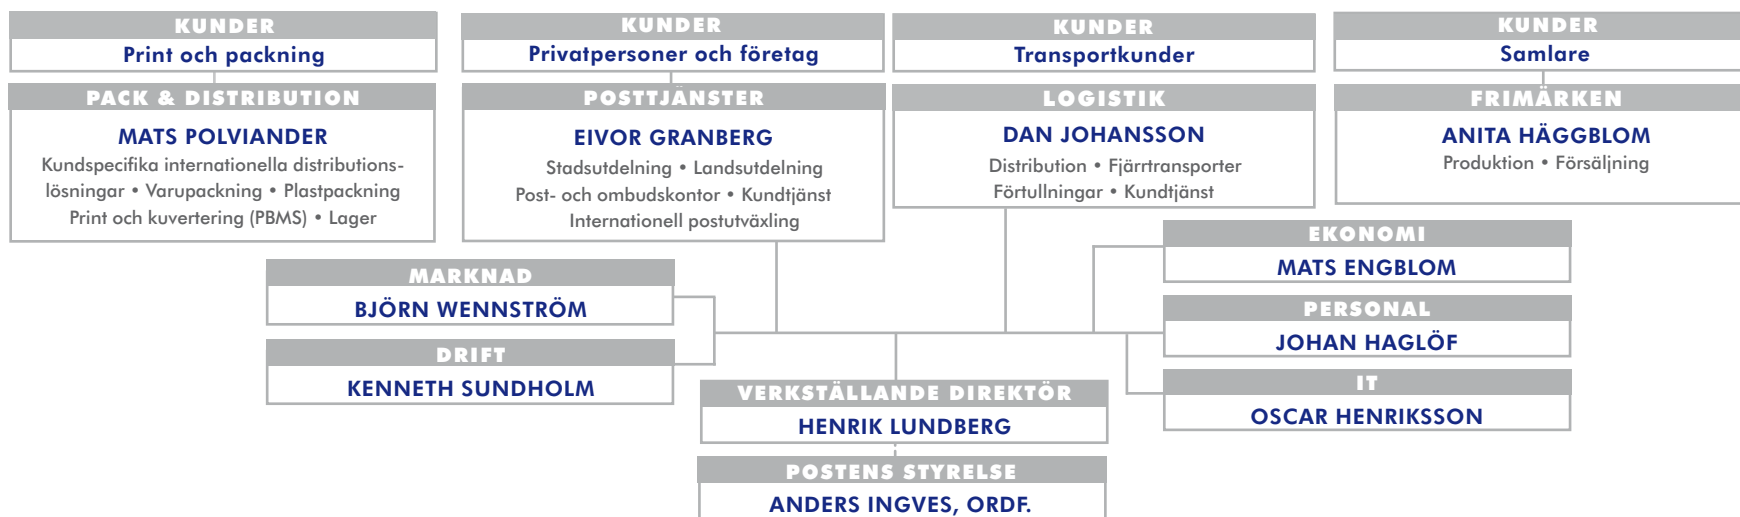 KUNDER
Print och packning
PACK & DISTRIBUTION
MATS POLVIANDER
Kundspecifika internationella distributions-
lösningar • Varupackning • Plastpackning
Print och kuvertering (PBMS) • Lager
KUNDER
Privatpersoner och företag
POSTTJÄNSTER
EIVOR GRANBERG
Stadsutdelning • Landsutdelning
Post- och ombudskontor • Kundtjänst
Internationell postutväxling
KUNDER
Transportkunder
LOGISTIK
DAN JOHANSSON
Distribution • Fjärrtransporter
Förtullningar • Kundtjänst
KUNDER
Samlare
FRIMÄRKEN
ANITA HÄGGBLOM
Produktion • Försäljning
MARKNAD
BJÖRN WENNSTRÖM
DRIFT
KENNETH SUNDHOLM
EKONOMI
MATS ENGBLOM
PERSONAL
JOHAN HAGLÖF
IT
OSCAR HENRIKSSON
VERKSTÄLLANDE DIREKTÖR
HENRIK LUNDBERG
POSTENS STYRELSE
ANDERS INGVES, ORDF.